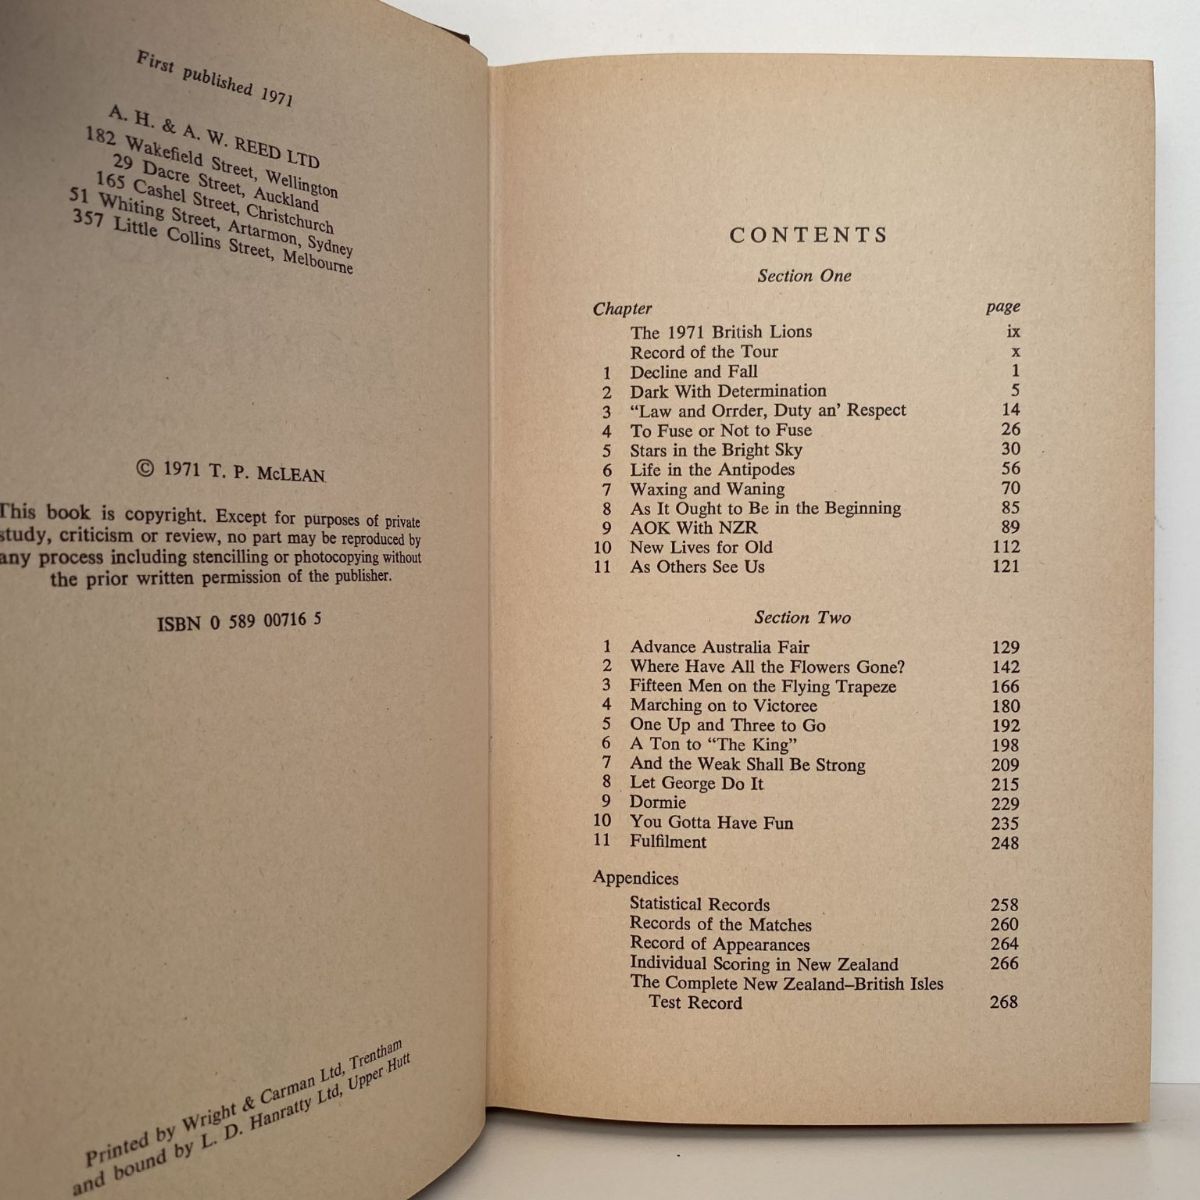 First published 1971
A. H. & A. W. REED LTD
182 Wakefield Street, Wellington
29 Dacre Street, Auckland
165 Cashel Street, Christchurch
51 Whiting Street, Artarmon, Sydney
357 Little Collins Street, Melbourne
© 1971 T. P. McLEAN
This book is copyright. Except for purposes of private
study, criticism or review, no part may be reproduced by
any process including stencilling or photocopying without
the prior written permission of the publisher.
ISBN 0 589 00716 5
Printed by Wright & Carman Ltd, Trentham
and bound by L. D. Hanratty Ltd, Upper Hutt
CONTENTS
Section One
Chapter page
The 1971 British Lions ix
Record of the Tour x
1 Decline and Fall 1
2 Dark With Determination 5
3 “Law and Orrder, Duty an’ Respect 14
4 To Fuse or Not to Fuse 26
5 Stars in the Bright Sky 30
6 Life in the Antipodes 56
7 Waxing and Waning 70
8 As It Ought to Be in the Beginning 85
9 AOK With NZR 89
10 New Lives for Old 112
11 As Others See Us 121
Section Two
1 Advance Australia Fair 129
2 Where Have All the Flowers Gone? 142
3 Fifteen Men on the Flying Trapeze 166
4 Marching on to Victoree 180
5 One Up and Three to Go 192
6 A Ton to “The King” 198
7 And the Weak Shall Be Strong 209
8 Let George Do It 215
9 Dormie 229
10 You Gotta Have Fun 235
11 Fulfilment 248
Appendices
Statistical Records 258
Records of the Matches 260
Record of Appearances 264
Individual Scoring in New Zealand 266
The Complete New Zealand–British Isles
Test Record 268